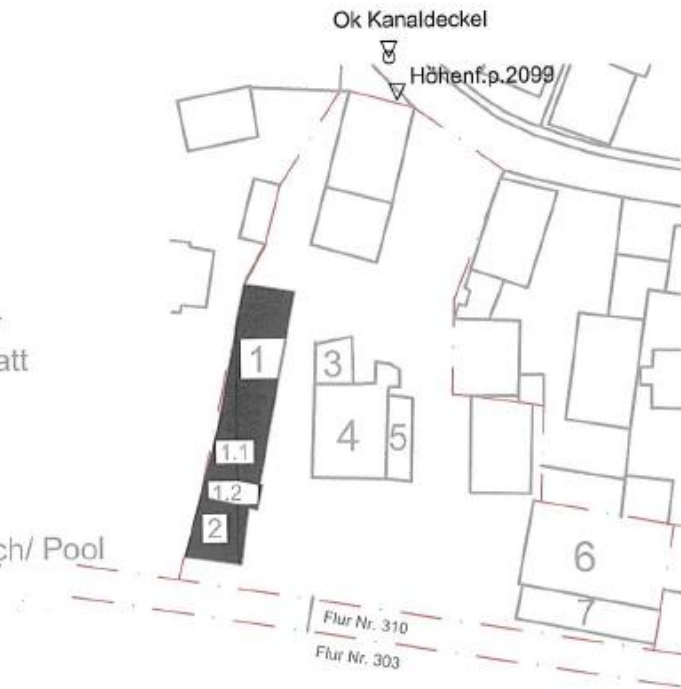 Ok Kanaldeckel
Höhenf.p.2099
att
1
3
4
5
1.1
1.2
2
ch/ Pool
6
7
Flur Nr. 310
Flur Nr. 303